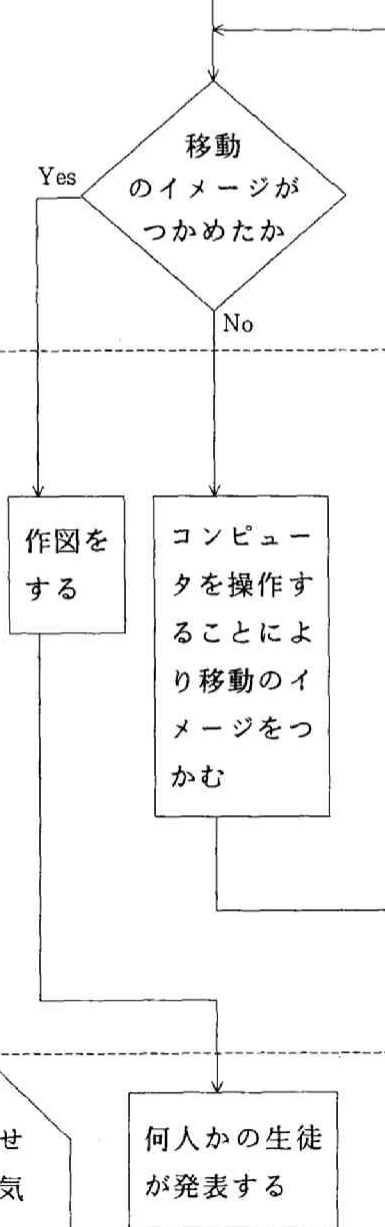 移動
のイメージが
つかめたか
Yes
No
作図を
する
コンピュー
タを操作す
ることによ
り移動のイ
メージをつ
かむ
せ
気
何人かの生徒
が発表する